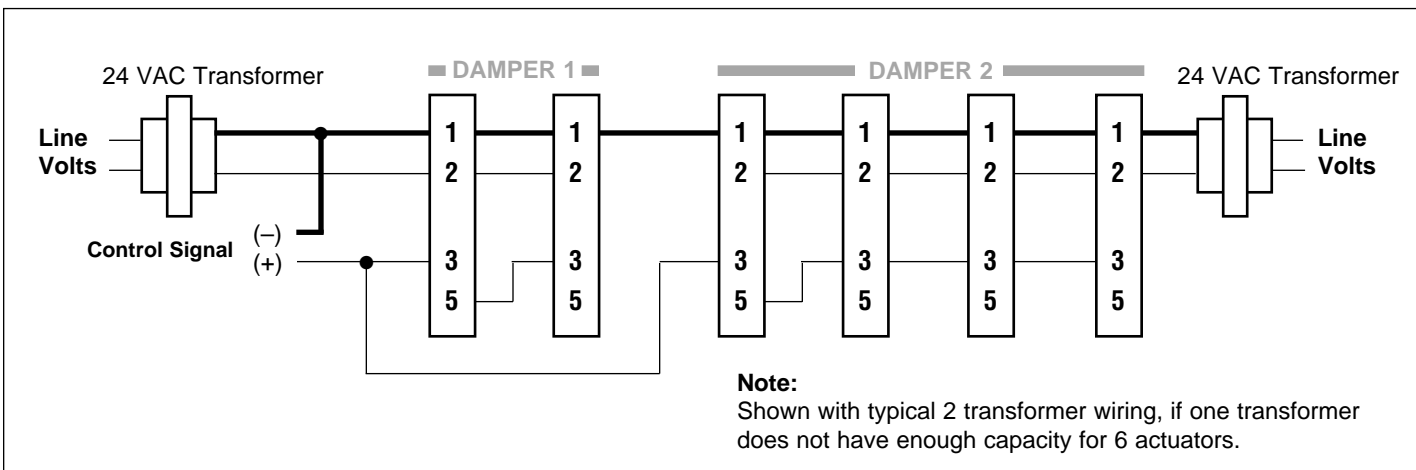 DAMPER 1
DAMPER 2
24 VAC Transformer
24 VAC Transformer
Line
Volts
1 1 1 1 1 1
2 2 2 2 2 2
Line
Volts
Control Signal
(–)
(+)
3 3 3 3 3 3
5 5 5 5 5 5
Note:
Shown with typical 2 transformer wiring, if one transformer
does not have enough capacity for 6 actuators.